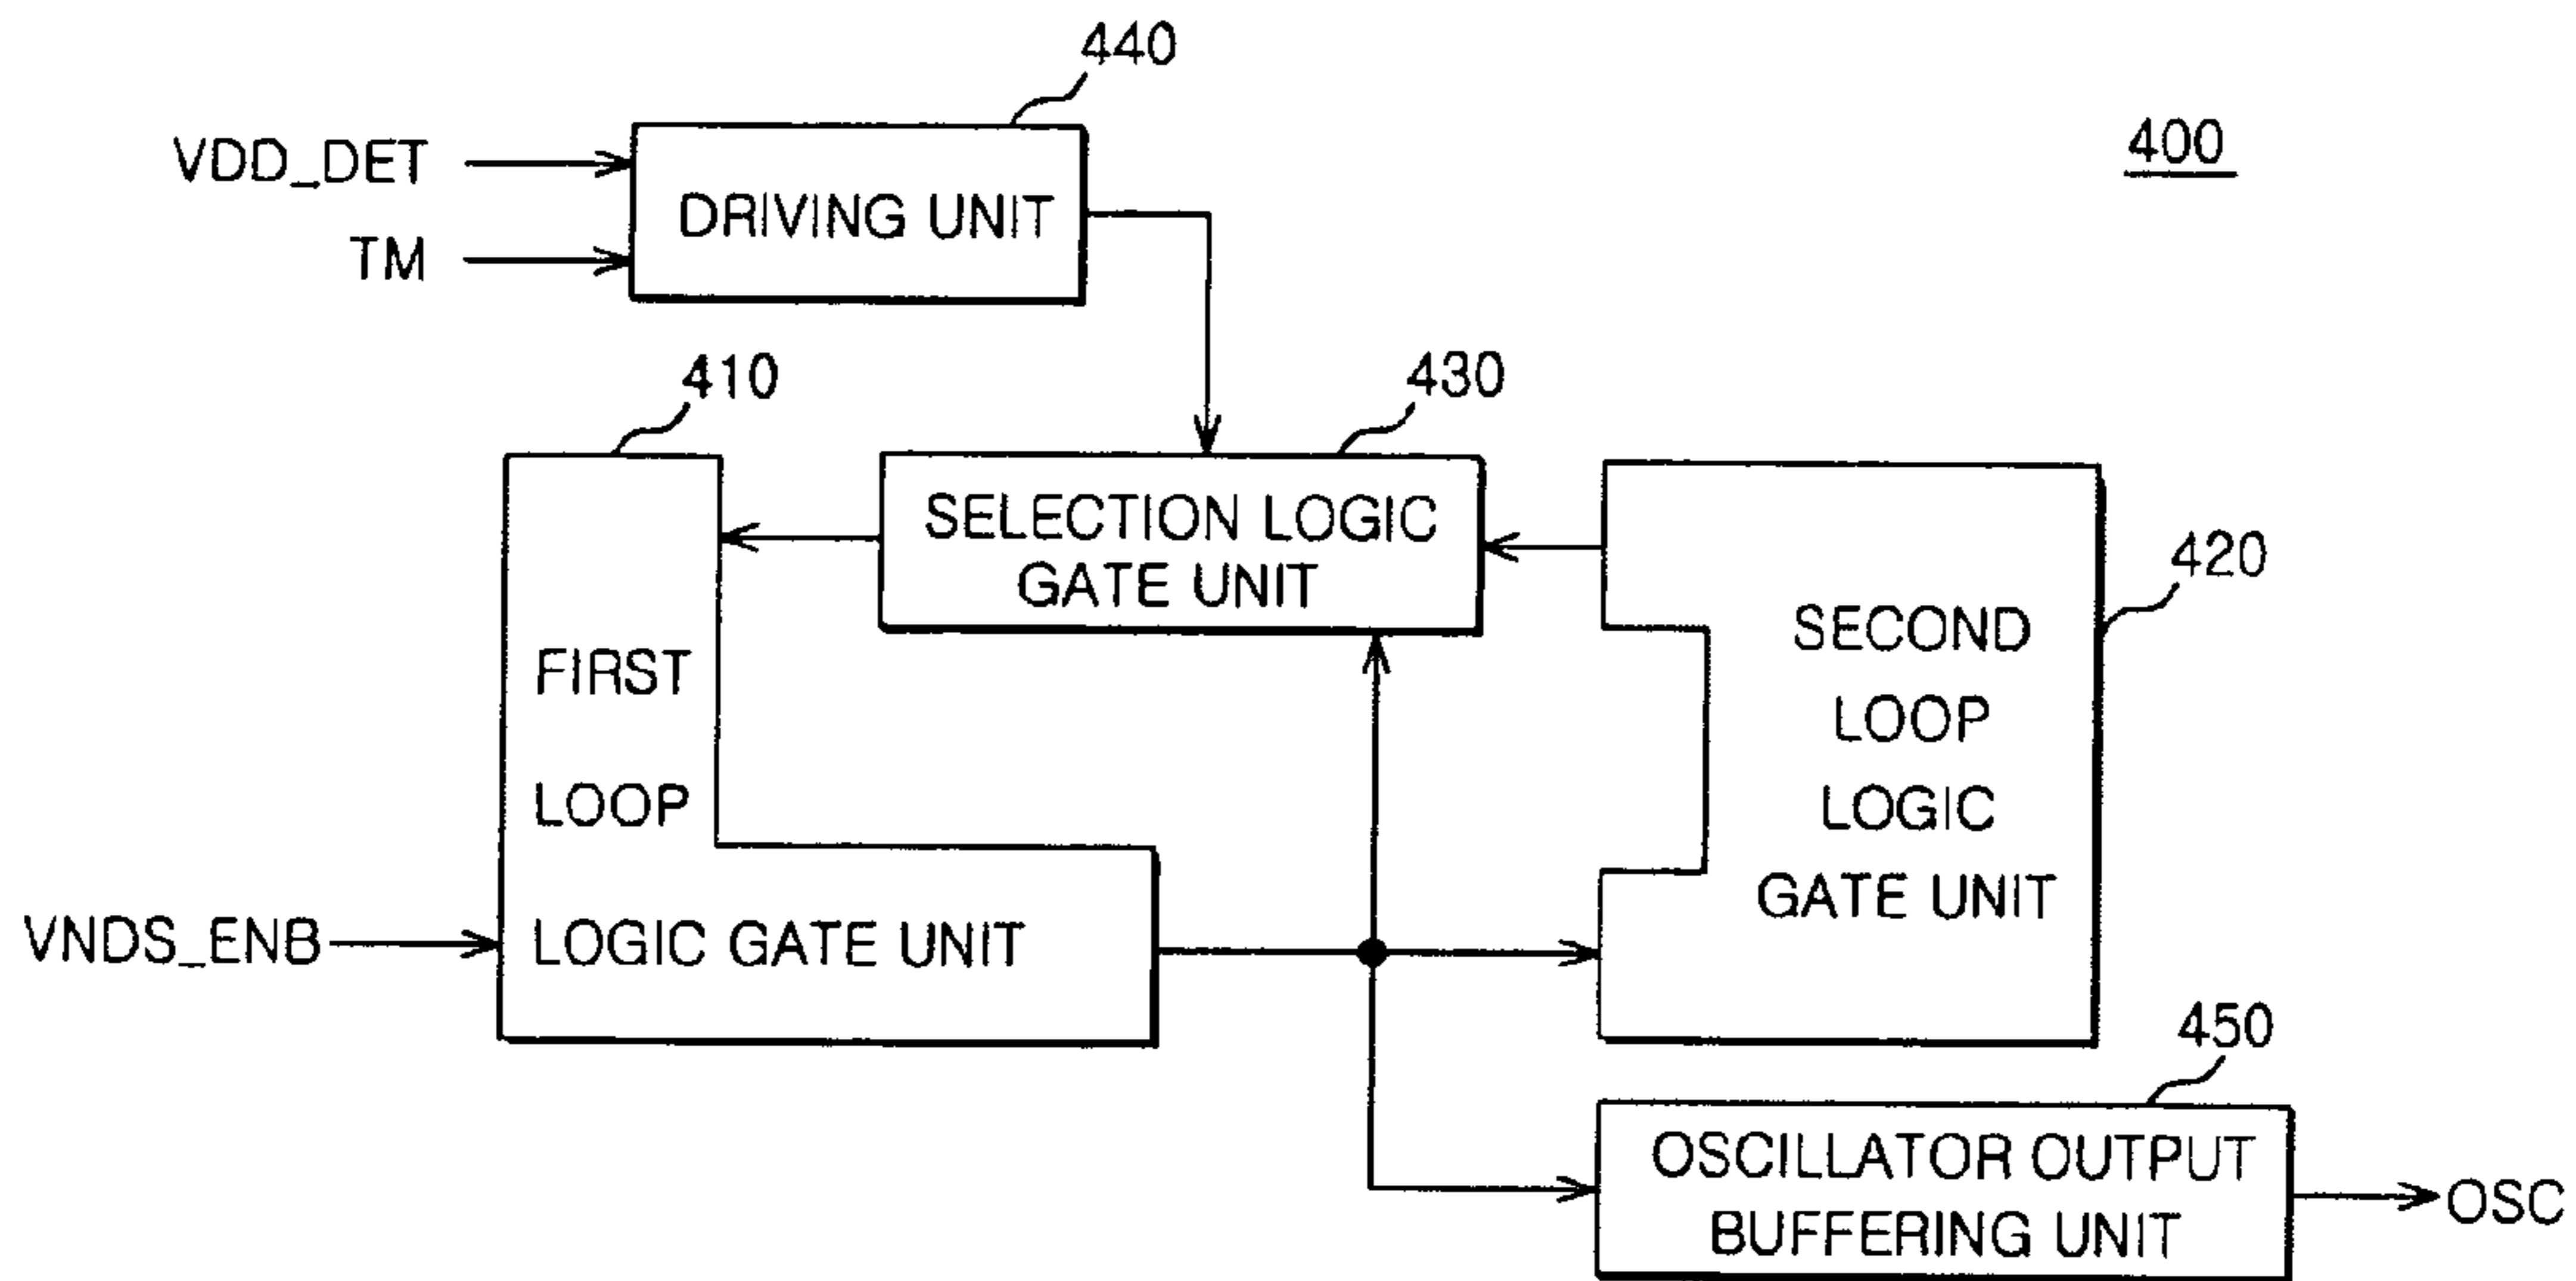 440
400
VDD_DET
TM
DRIVING UNIT
410
430
SELECTION LOGIC
GATE UNIT
420
FIRST
LOOP
LOGIC GATE UNIT
VNDS_ENB
SECOND
LOOP
LOGIC
GATE UNIT
450
OSCILLATOR OUTPUT
BUFFERING UNIT
OSC